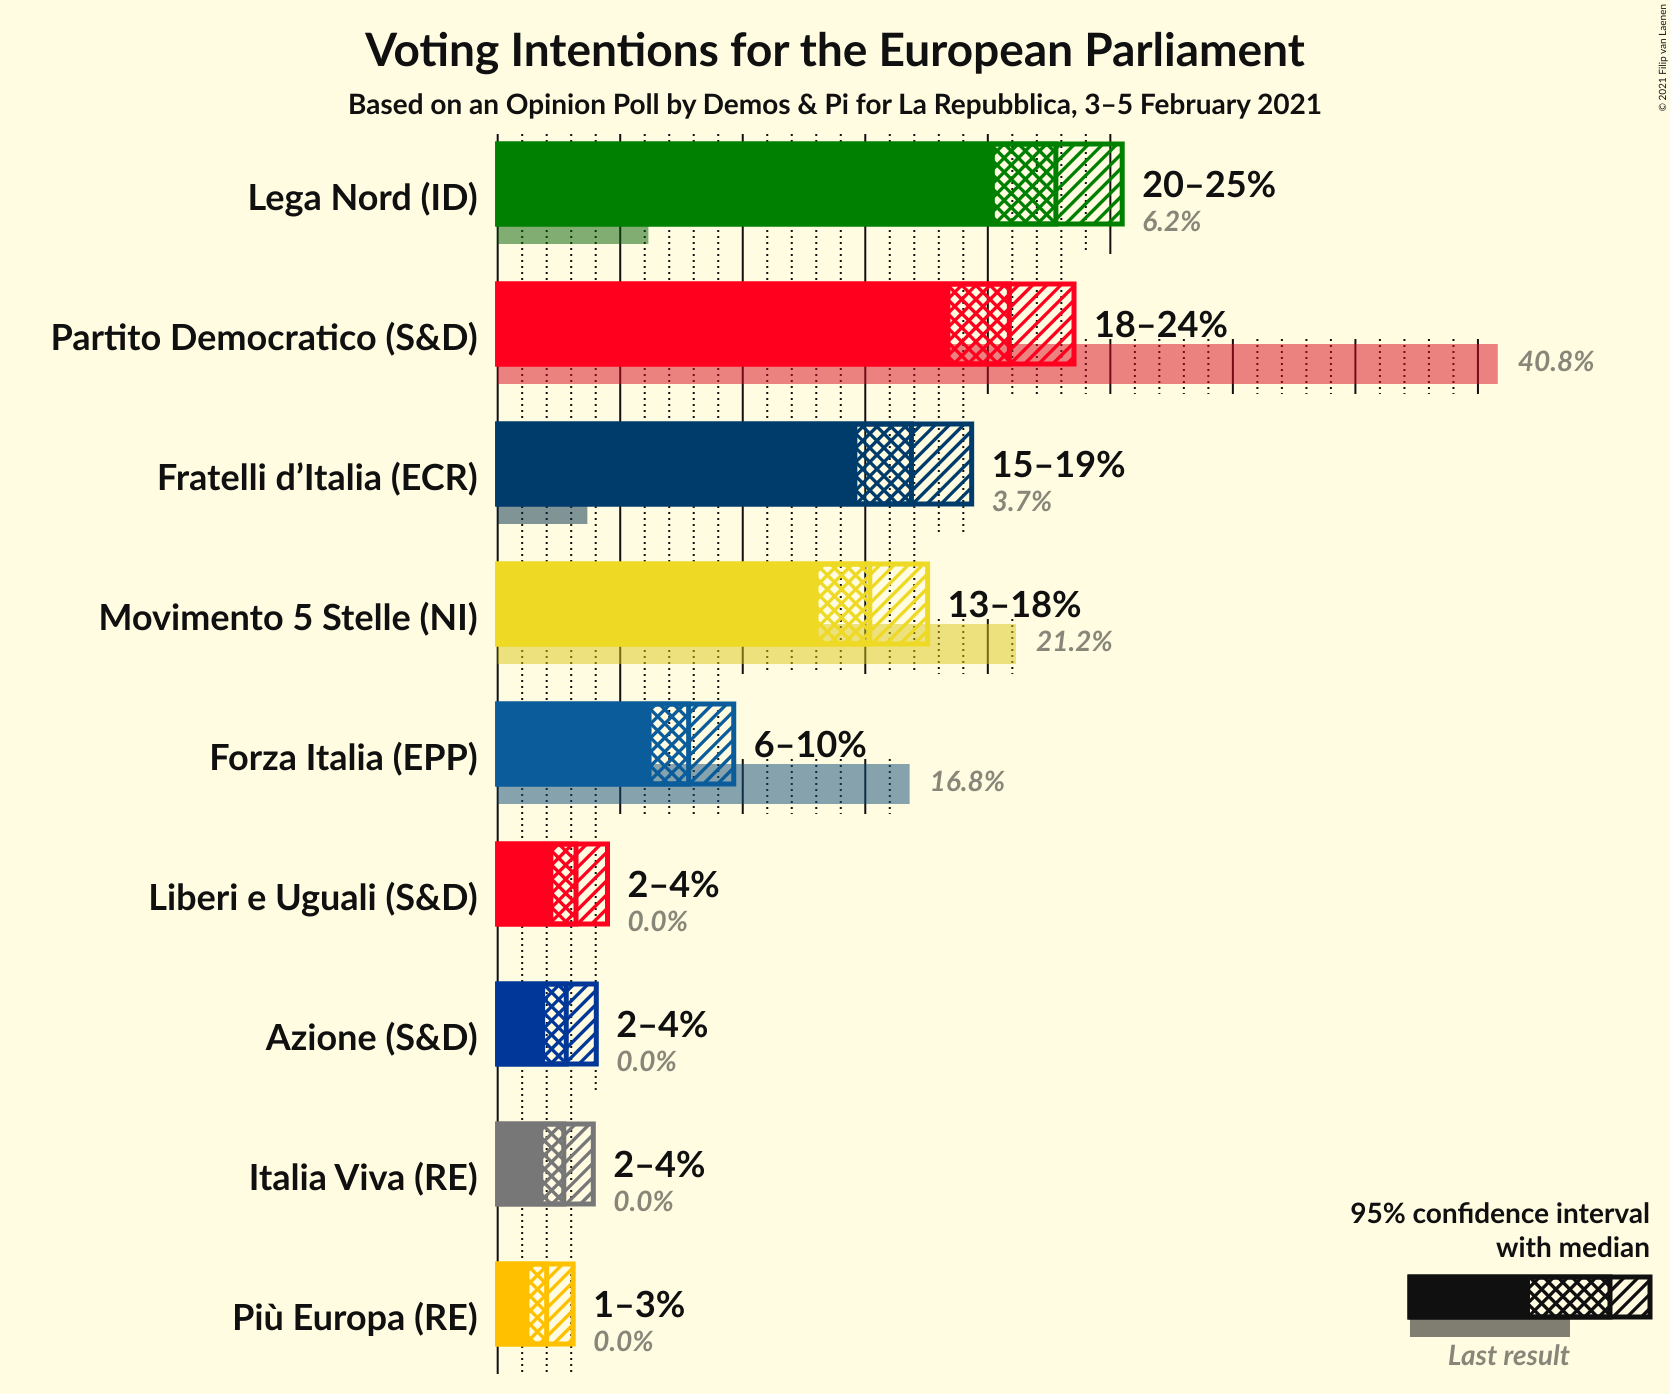 Voting Intentions for the European Parliament
Based on an Opinion Poll by Demos & Pi for La Repubblica, 3–5 February 2021
© 2021 Filip van Laenen
Lega Nord (ID)
20–25%
6.2%
Partito Democratico (S&D)
18–24%
40.8%
Fratelli d’Italia (ECR)
15–19%
3.7%
Movimento 5 Stelle (NI)
13–18%
21.2%
Forza Italia (EPP)
6–10%
16.8%
Liberi e Uguali (S&D)
2–4%
0.0%
Azione (S&D)
2–4%
0.0%
Italia Viva (RE)
2–4%
0.0%
Più Europa (RE)
1–3%
0.0%
95% confidence interval
with median
Last result